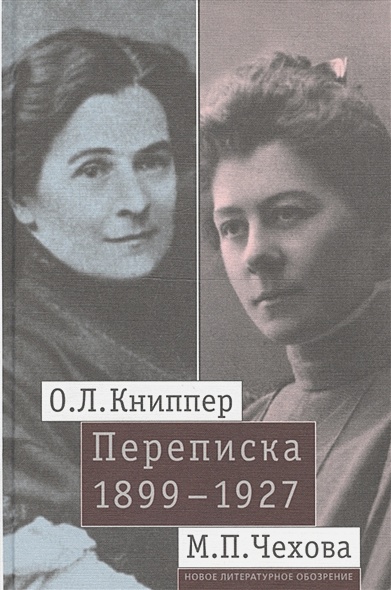 О.Л.Книппер
Переписка
1899–1927
М.П.Чехова
НОВОЕ ЛИТЕРАТУРНОЕ ОБОЗРЕНИЕ